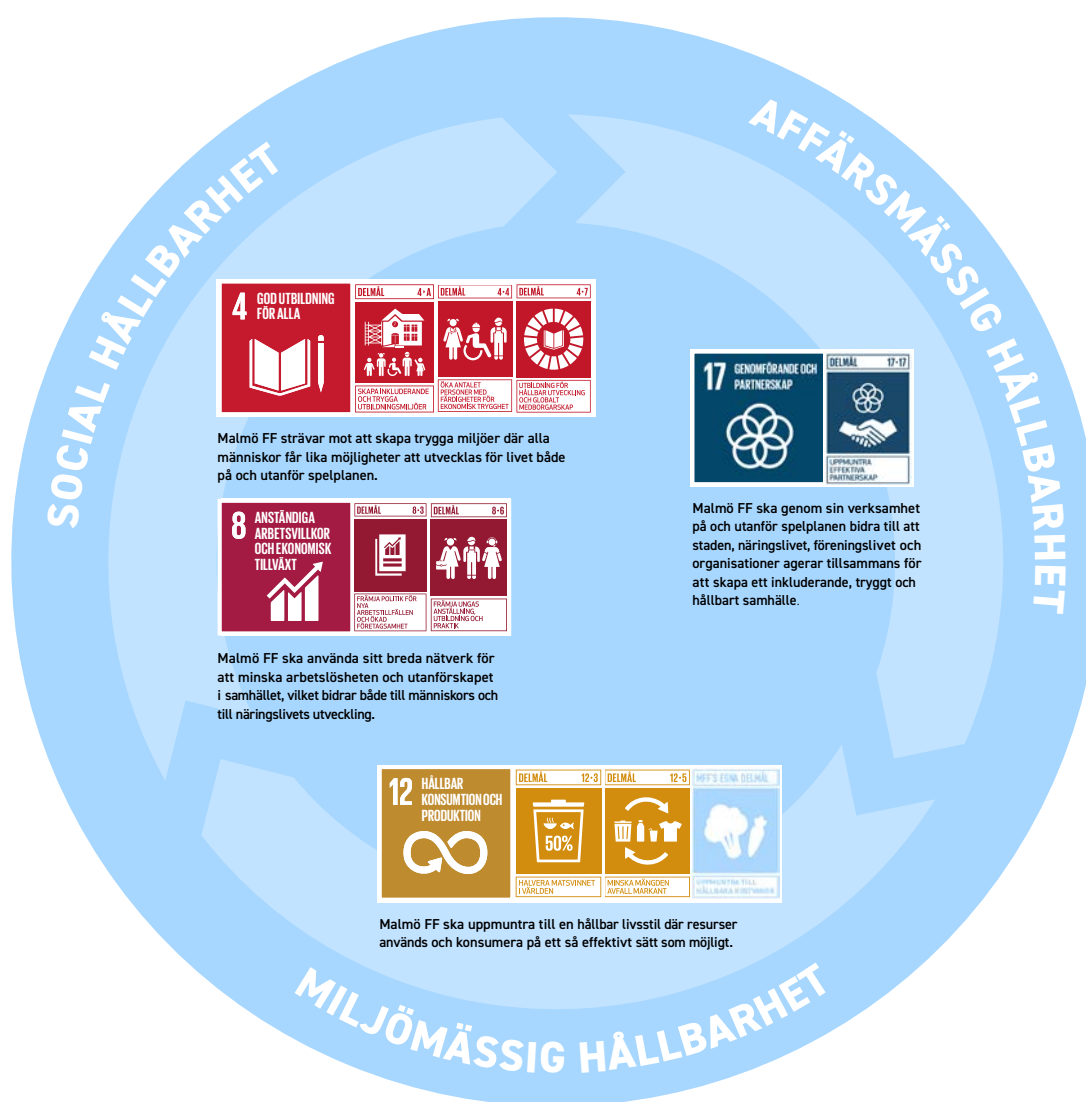 SOCIAL HÅLLBARHET
AFFÄRSMÄSSIG HÅLLBARHET
4 GOD UTBILDNING
FÖR ALLA
DELMÅL 4·A
SKAPA INKLUDERANDE
OCH TRYGGA
UTBILDNINGSMILJÖER
DELMÅL 4·4
ÖKA ANTALET
PERSONER MED
FÄRDIGHETER FÖR
EKONOMISK TRYGGHET
DELMÅL 4·7
UTBILDNING FÖR
HÅLLBAR UTVECKLING
OCH GLOBALT
MEDBORGARSKAP
Malmö FF strävar mot att skapa trygga miljöer där alla
människor får lika möjligheter att utvecklas för livet både
på och utanför spelplanen.
17 GENOMFÖRANDE OCH
PARTNERSKAP
DELMÅL 17·17
UPPMUNTRA
EFFEKTIVA
PARTNERSKAP
Malmö FF ska genom sin verksamhet
på och utanför spelplanen bidra till att
staden, näringslivet, föreningslivet och
organisationer agerar tillsammans för
att skapa ett inkluderande, tryggt och
hållbart samhälle.
8 ANSTÄNDIGA
ARBETSVILLKOR
OCH EKONOMISK
TILLVÄXT
DELMÅL 8·3
FRÄMJA POLITIK FÖR
NYA
ARBETSTILLFÄLLEN
OCH ÖKAD
FÖRETAGSAMHET
DELMÅL 8·6
FRÄMJA UNGAS
ANSTÄLLNING,
UTBILDNING OCH
PRAKTIK
Malmö FF ska använda sitt breda nätverk för
att minska arbetslösheten och utanförskapet
i samhället, vilket bidrar både till människors och
till näringslivets utveckling.
12 HÅLLBAR
KONSUMTION OCH
PRODUKTION
DELMÅL 12·3
50%
HALVERA MATSVINNET
I VÄRLDEN
DELMÅL 12·5
MINSKA MÄNGDEN
AVFALL MARKANT
MFF'S EGNA DELMÅL
UPPMUNTRA TILL
HÅLLBARA
Malmö FF ska uppmuntra till en hållbar livsstil där resurser
används och konsumera på ett så effektivt sätt som möjligt.
MILJÖMÄSSIG HÅLLBARHET